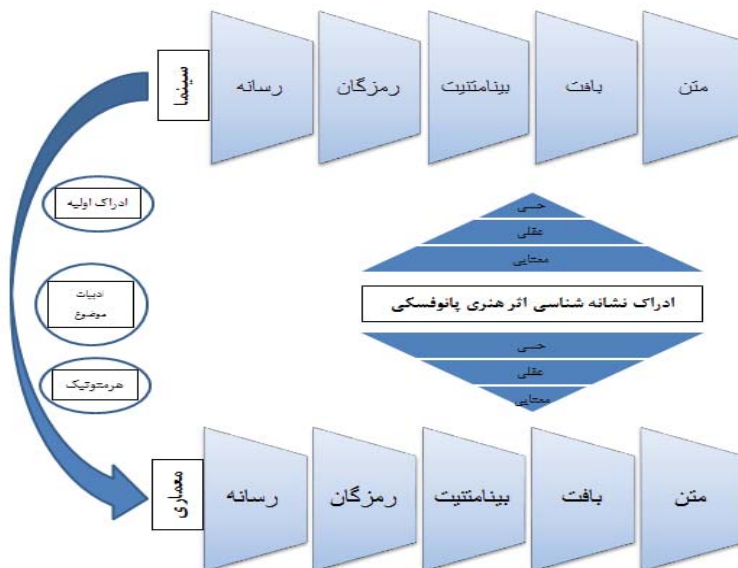 متن
بافت
بینامتنیت
رمزگان
رسانه
سینما
ادراک اولیه
ادبیات
موضوع
هرمنوتیک
حسی
عقلی
معنایی
ادراک نشانه شناسی اثر هنری پانوفسکی
حسی
عقلی
معنایی
متن
بافت
بینامتنیت
رمزگان
رسانه
معماری